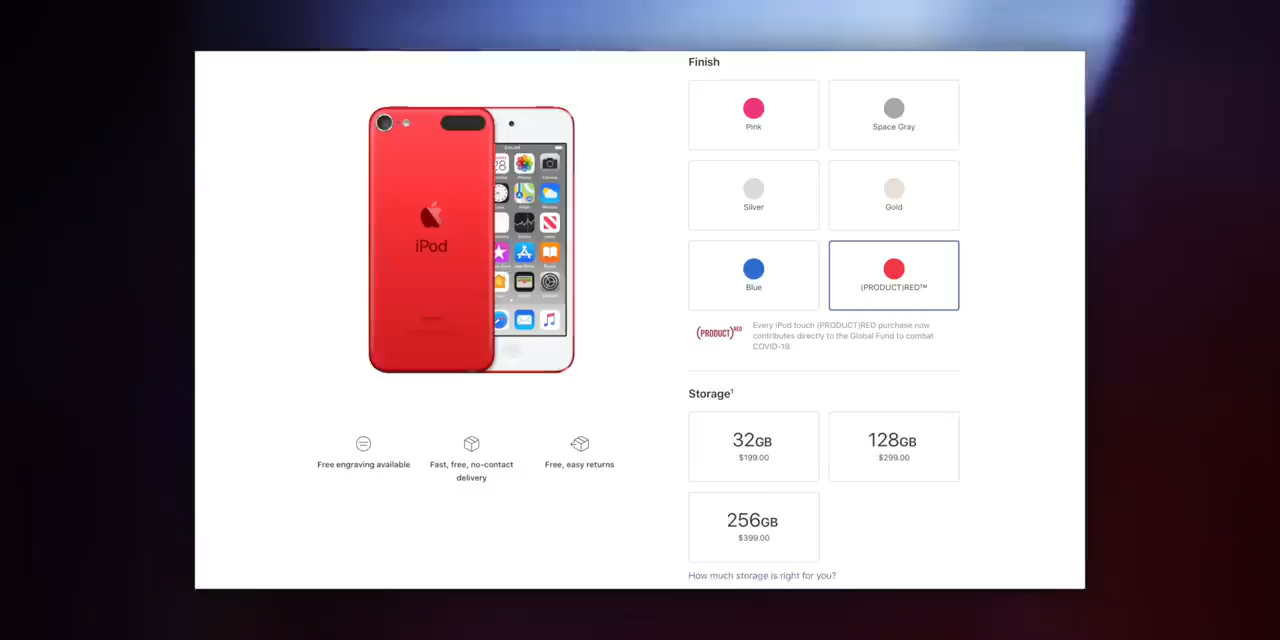 Finish
Pink
Space Gray
Silver
Gold
iPod
Blue
(PRODUCT)RED™
(PRODUCT)RED
Every iPod touch (PRODUCT)RED purchase now
contributes directly to the Global Fund to combat
COVID-19.
Storage¹
32GB
$199.00
128GB
$299.00
Free engraving available
Fast, free, no-contact
delivery
Free, easy returns
256GB
$399.00
How much storage is right for you?